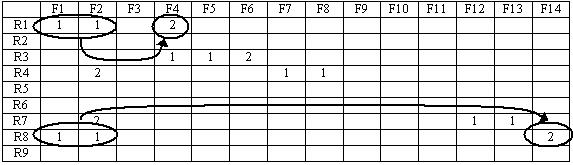 F1 F2 F3 F4 F5 F6 F7 F8 F9 F10 F11 F12 F13 F14
R1 1 1 2
R2
R3 1 1 2
R4 2 1 1
R5
R6
R7 2 1 1
R8 1 1 2
R9